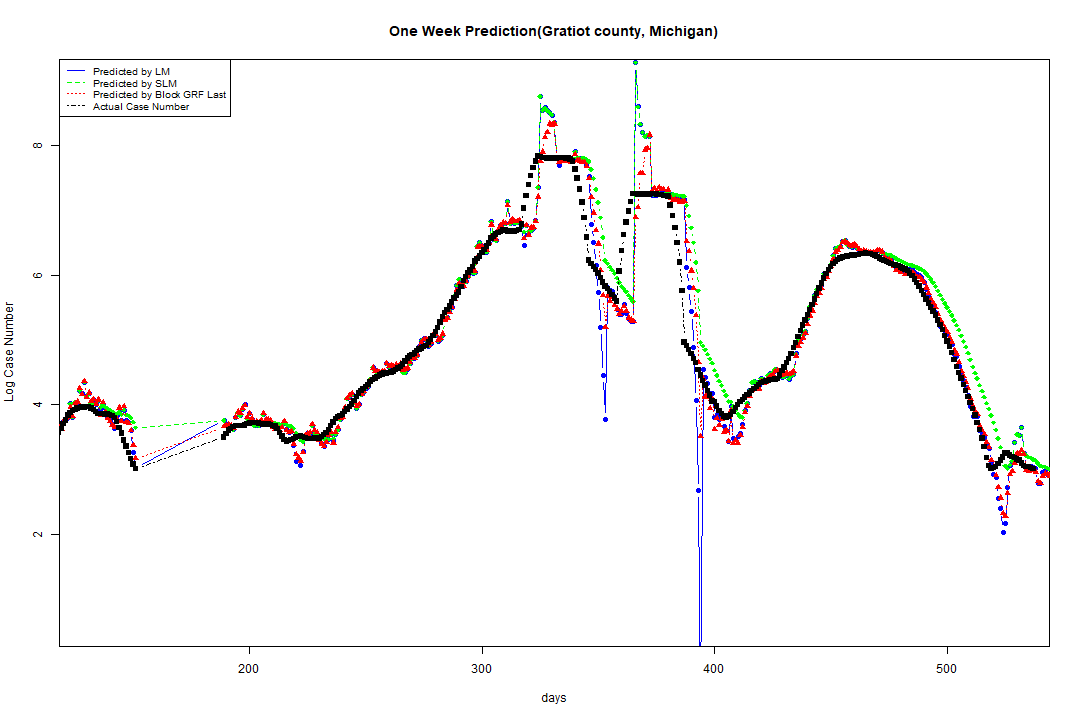 One Week Prediction(Gratiot county, Michigan)
Predicted by LM
Predicted by SLM
Predicted by Block GRF Last
Actual Case Number
Log Case Number
8
6
4
2
200
300
400
500
days